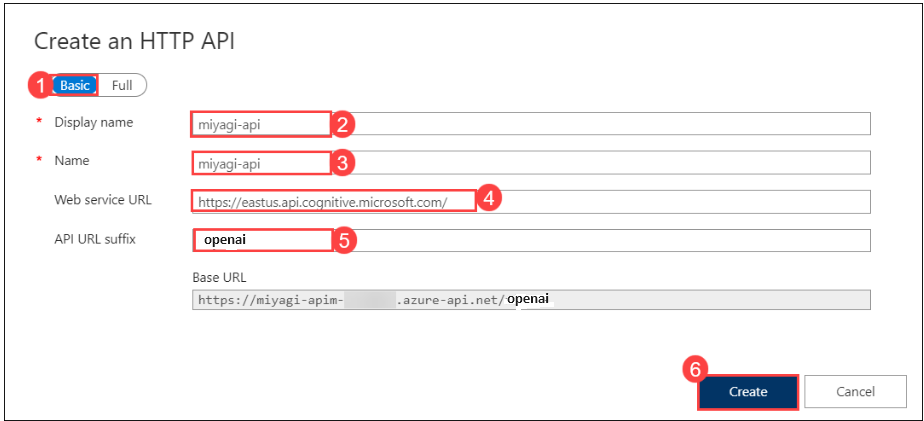 Create an HTTP API
1 Basic Full
* Display name miyagi-api 2
* Name miyagi-api 3
Web service URL https://eastus.api.cognitive.microsoft.com/ 4
API URL suffix openai 5
Base URL
https://miyagi-apim- .azure-api.net/ openai
6
Create Cancel